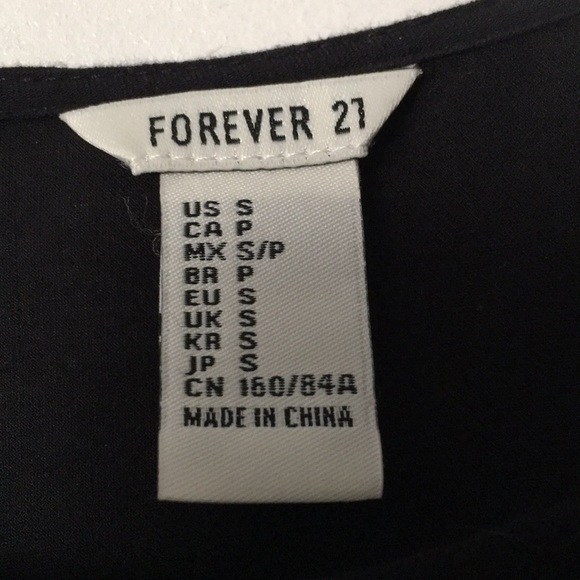 FOREVER 21
US S
CA P
MX S/P
BR P
EU S
UK S
KR S
JP S
CN 160/84A
MADE IN CHINA